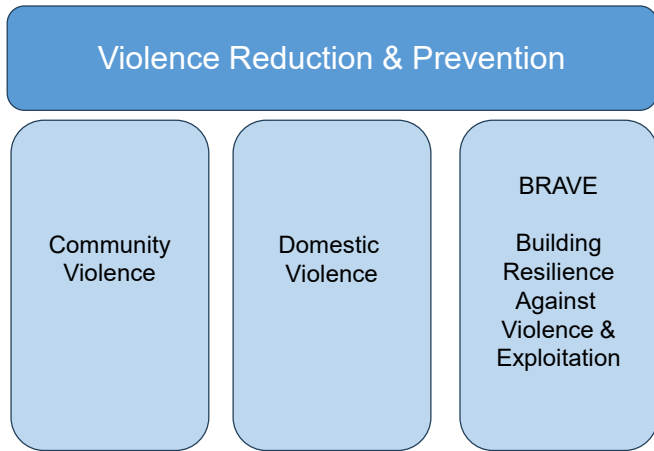 Violence Reduction & Prevention
Community
Violence
Domestic
Violence
BRAVE
Building
Resilience
Against
Violence &
Exploitation